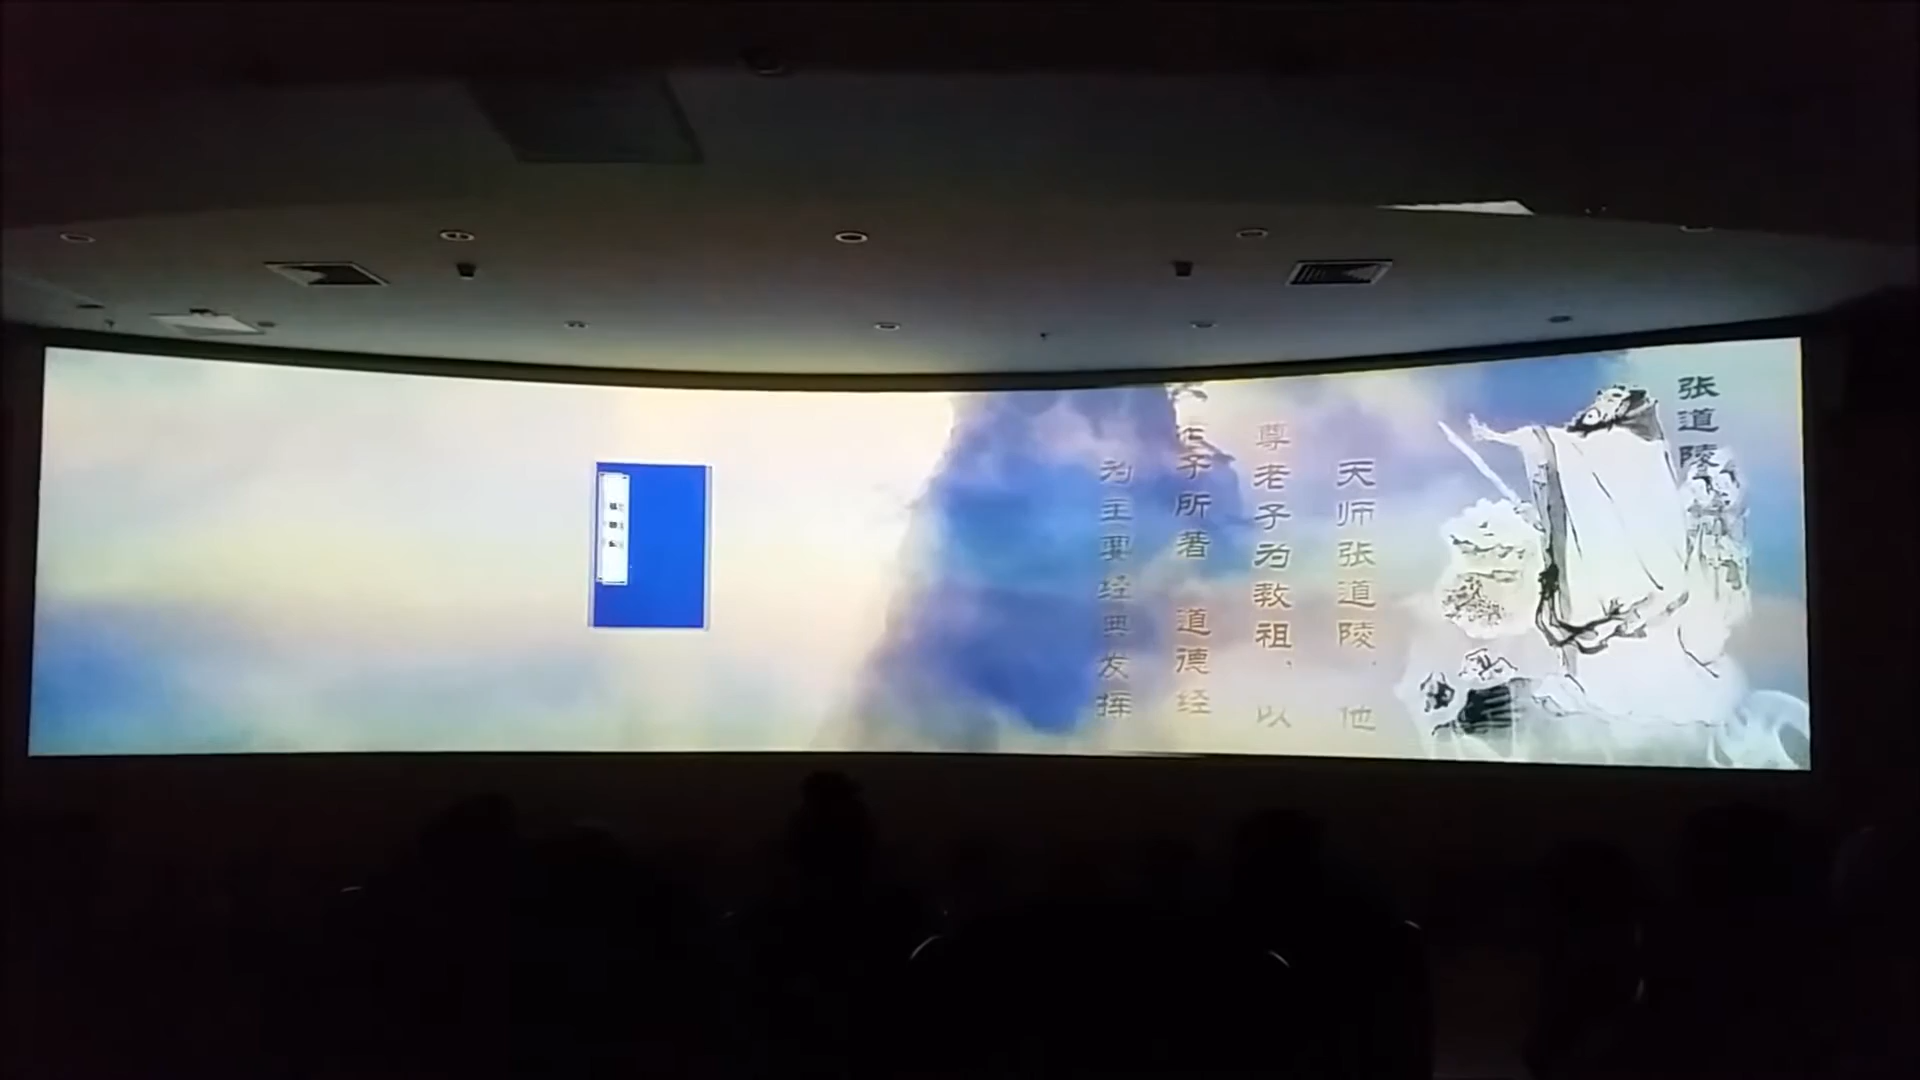 张道陵
天师张道陵，他
尊老子为教祖，以
老子所著 道德经
为主要经典发挥